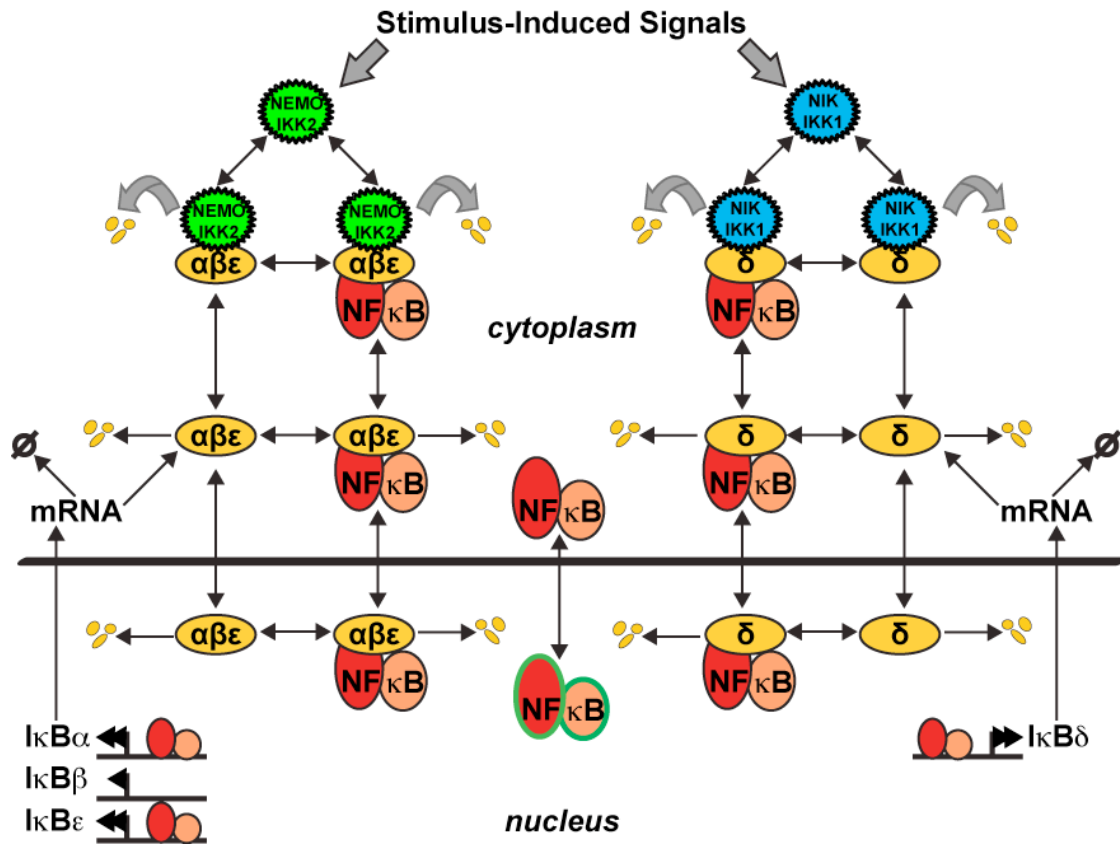 Stimulus-Induced Signals
NEMO
IKK2
NIK
IKK1
NEMO
IKK2
NEMO
IKK2
NIK
IKK1
NIK
IKK1
αβε
αβε
δ
δ
NF κB
NF κB
cytoplasm
αβε
αβε
δ
δ
Ø
Ø
NF κB
NF κB
NF κB
mRNA
mRNA
αβε
αβε
δ
δ
NF κB
NF κB
NF κB
IκBα
IκBδ
IκBβ
IκBε
nucleus